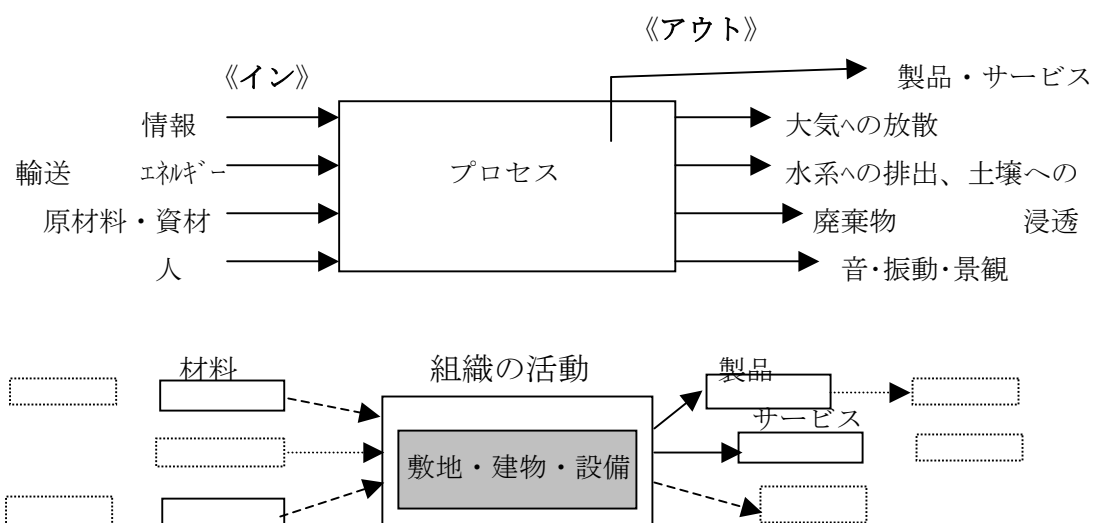 《アウト》
《イン》
製品・サービス
情報
大気への放散
輸送 エネルギー
プロセス
水系への排出、土壌への
原材料・資材
廃棄物 浸透
人
音・振動・景観
材料
組織の活動
製品
サービス
敷地・建物・設備